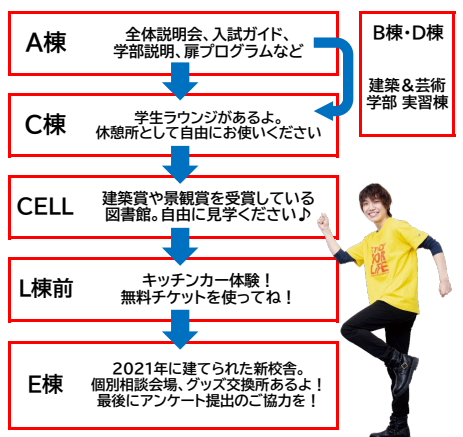 A棟
全体説明会、入試ガイド、
学部説明、扉プログラムなど
B棟・D棟
建築＆芸術
学部 実習棟
C棟
学生ラウンジがあるよ。
休憩所として自由にお使いください
CELL
建築賞や景観賞を受賞している
図書館。自由に見学ください♪
L棟前
キッチンカー体験！
無料チケットを使ってね！
E棟
2021年に建てられた新校舎。
個別相談会場、グッズ交換所あるよ！
最後にアンケート提出のご協力を！
FOR
LIFE